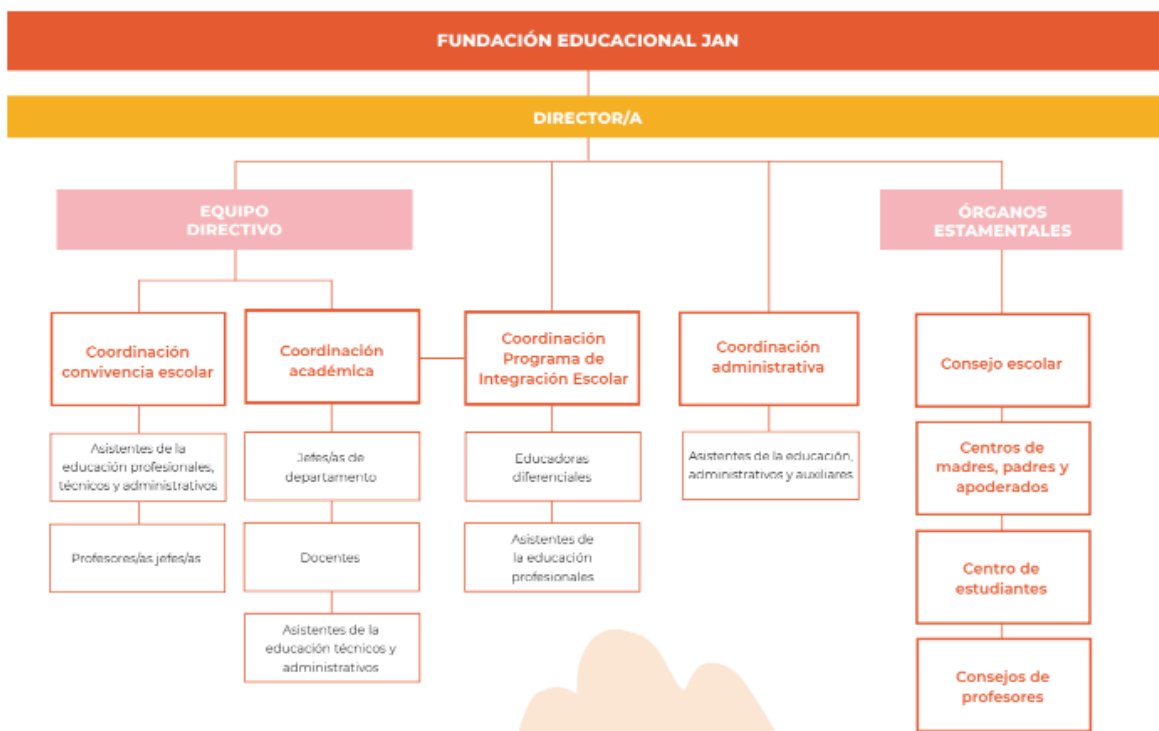 FUNDACIÓN EDUCACIONAL JAN
DIRECTOR/A
EQUIPO
DIRECTIVO
ÓRGANOS
ESTAMENTALES
Coordinación
convivencia escolar
Coordinación
académica
Coordinación
Programa de
Integración Escolar
Coordinación
administrativa
Consejo escolar
Asistentes de la
educación profesionales,
técnicos y administrativos
Profesores/as jefes/as
Jefes/as de
departamento
Docentes
Asistentes de la
educación técnicos y
administrativos
Educadoras
diferenciales
Asistentes de
la educación
profesionales
Asistentes de la educación,
administrativos y auxiliares
Centros de
madres, padres y
apoderados
Centro de
estudiantes
Consejos de
profesores